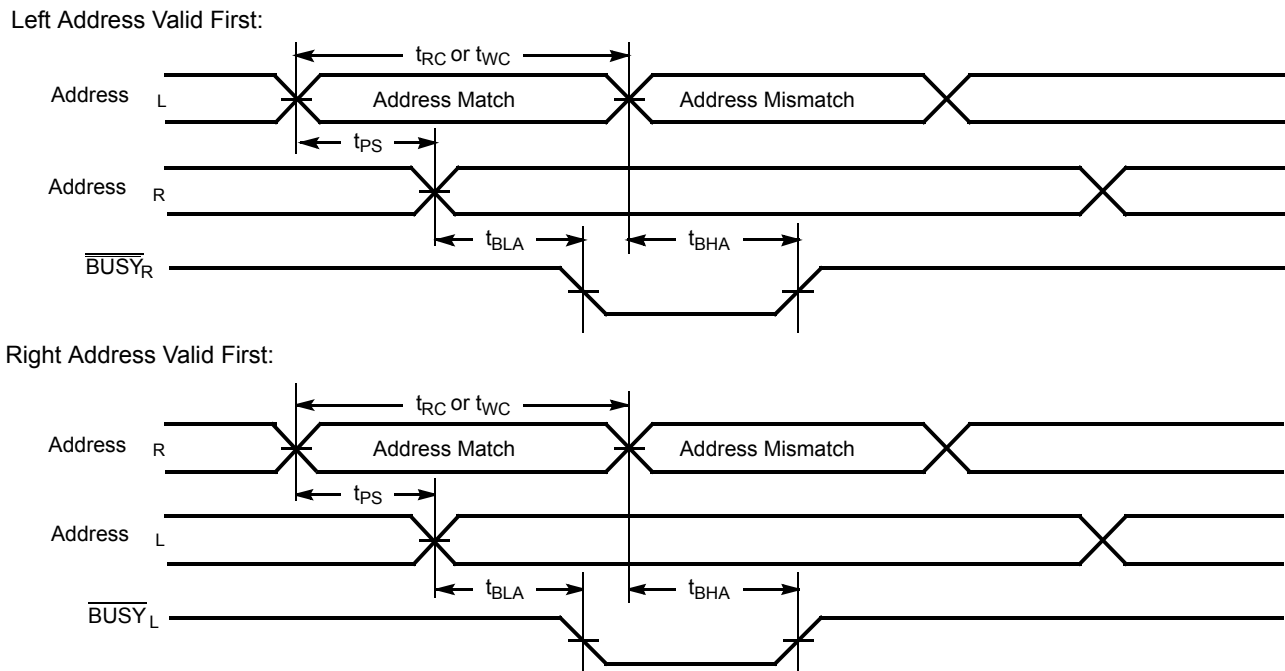 Left Address Valid First:
tRC or tWC
Address L
Address Match
Address Mismatch
tPS
Address R
tBLA
tBHA
BUSYR
Right Address Valid First:
tRC or tWC
Address R
Address Match
Address Mismatch
tPS
Address L
tBLA
tBHA
BUSYL